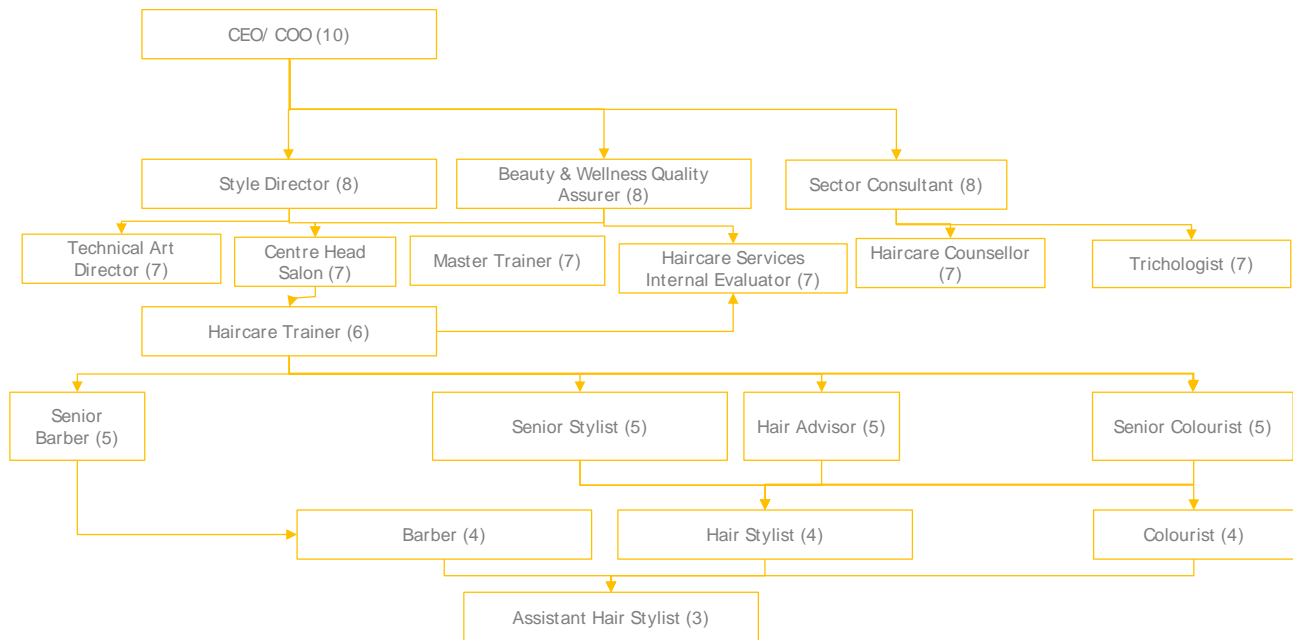 CEO/ COO (10)
Style Director (8)
Beauty & Wellness Quality
Assurer (8)
Sector Consultant (8)
Technical Art
Director (7)
Centre Head
Salon (7)
Master Trainer (7)
Haircare Services
Internal Evaluator (7)
Haircare Counsellor
(7)
Trichologist (7)
Haircare Trainer (6)
Senior
Barber (5)
Senior Stylist (5)
Hair Advisor (5)
Senior Colourist (5)
Barber (4)
Hair Stylist (4)
Colourist (4)
Assistant Hair Stylist (3)